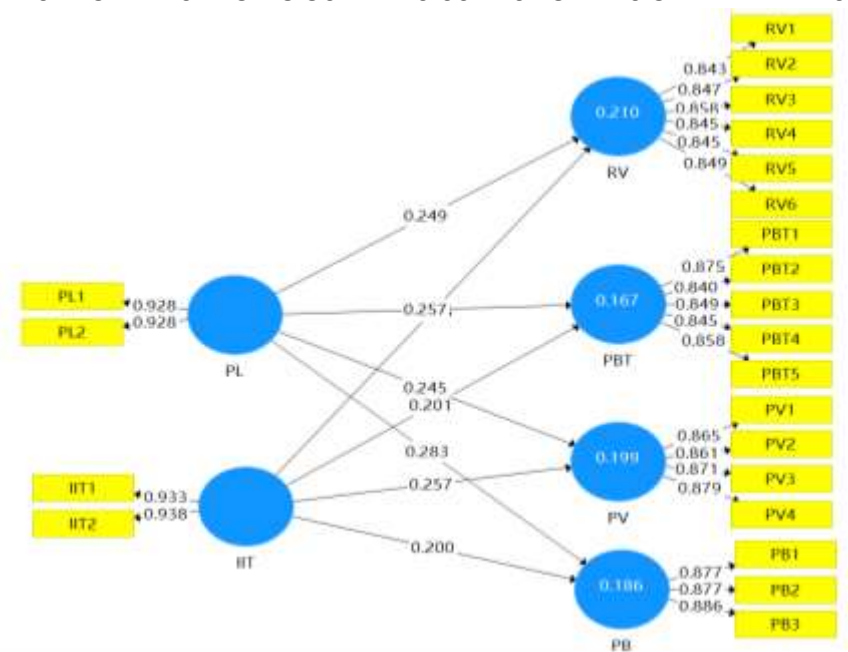 RV1
RV2
RV3
RV4
RV5
RV6
0.843
0.847
0.858
0.845
0.845
0.849
0.210
RV
PBT1
PBT2
PBT3
PBT4
PBT5
0.875
0.840
0.849
0.845
0.858
0.167
PBT
PV1
PV2
PV3
PV4
0.865
0.861
0.871
0.879
0.199
PV
PB1
PB2
PB3
0.877
0.877
0.886
0.186
PB
0.249
0.257
0.245
0.201
0.283
0.257
0.200
PL1
PL2
0.928
0.928
PL
IIT1
IIT2
0.933
0.938
IIT